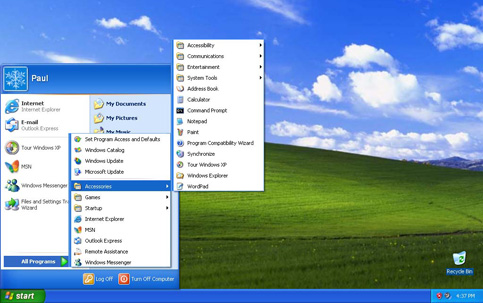 Paul
Internet
Internet Explorer
E-mail
Outlook Express
Tour Windows XP
MSN
Windows Messenger
Files and Settings Tr
Wizard
All Programs
My Documents
My Pictures
My Music
Set Program Access and Defaults
Windows Catalog
Windows Update
Microsoft Update
Accessories
Games
Startup
Internet Explorer
MSN
Outlook Express
Remote Assistance
Windows Messenger
Accessibility
Communications
Entertainment
System Tools
Address Book
Calculator
Command Prompt
Notepad
Paint
Program Compatibility Wizard
Synchronize
Tour Windows XP
Windows Explorer
WordPad
Log Off
Turn Off Computer
Recycle Bin
start
4:37 PM